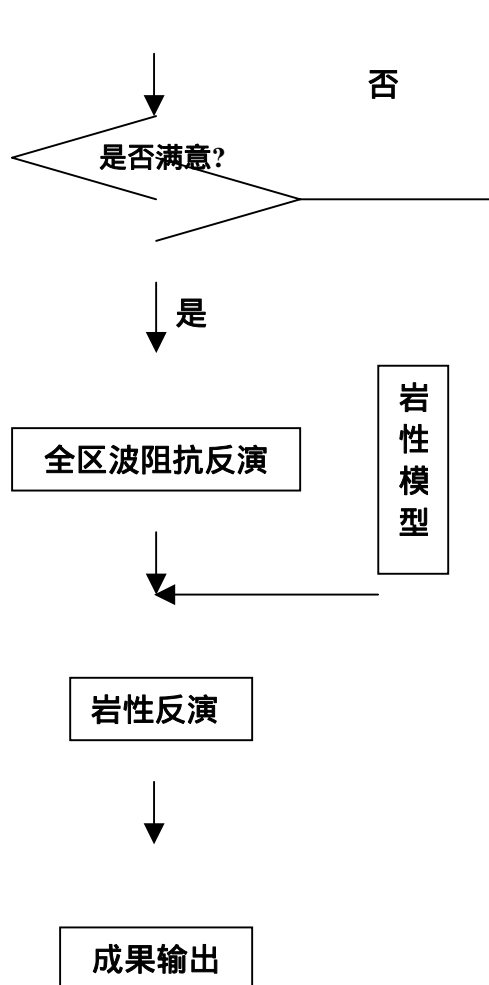 否
是否满意?
是
岩性模型
全区波阻抗反演
岩性反演
成果输出